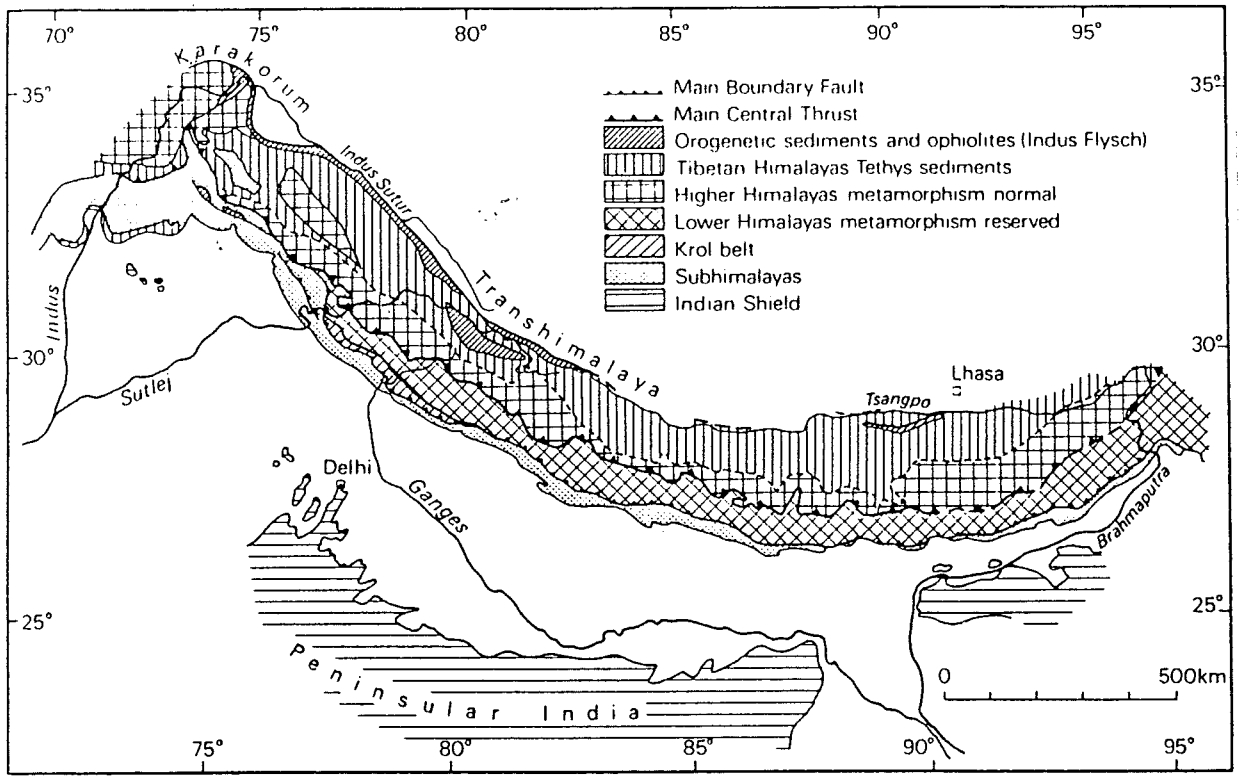 70°
75°
80°
85°
90°
95°
Karakorum
35°
35°
Main Boundary Fault
Main Central Thrust
Orogenetic sediments and ophiolites (Indus Flysch)
Tibetan Himalayas Tethys sediments
Higher Himalayas metamorphism normal
Lower Himalayas metamorphism reserved
Krol belt
Subhimalayas
Indian Shield
Indus Sutur
Transhimalaya
Indus
30°
30°
Sutlej
Lhasa
Tsangpo
Delhi
Ganges
Brahmaputra
25°
25°
Peninsular India
0
500km
75°
80°
85°
90°
95°